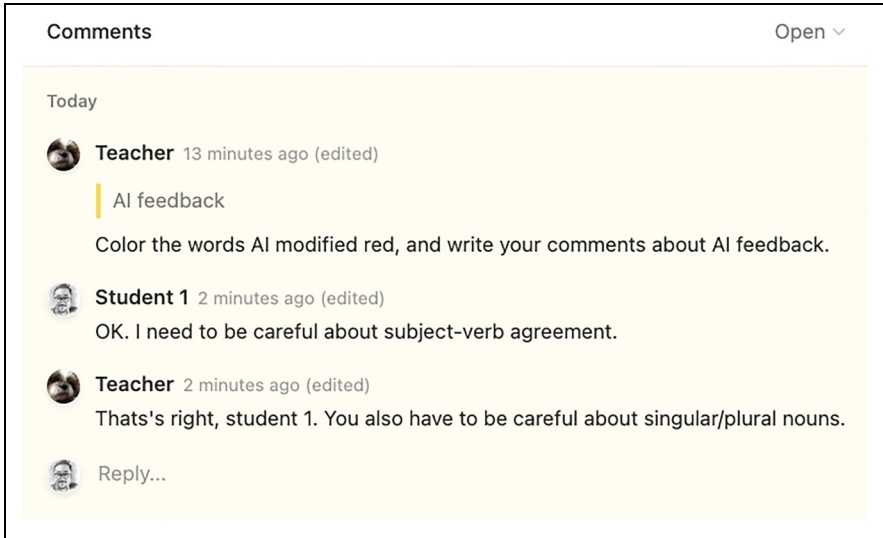 Comments
Open
Today
Teacher 13 minutes ago (edited)
AI feedback
Color the words AI modified red, and write your comments about AI feedback.
Student 1 2 minutes ago (edited)
OK. I need to be careful about subject-verb agreement.
Teacher 2 minutes ago (edited)
Thats's right, student 1. You also have to be careful about singular/plural nouns.
Reply...